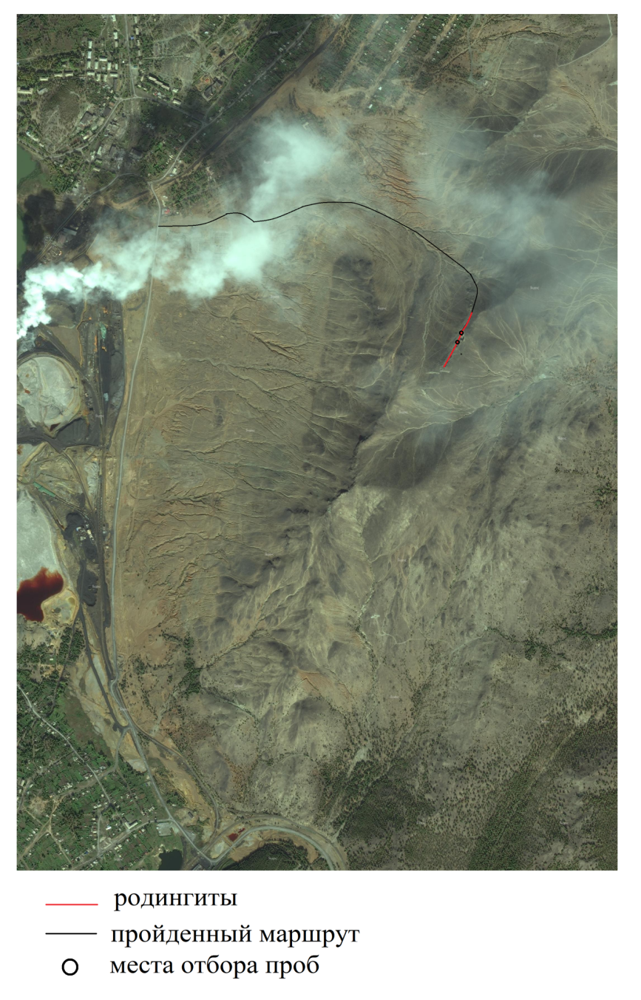 родингиты
пройденный маршрут
места отбора проб